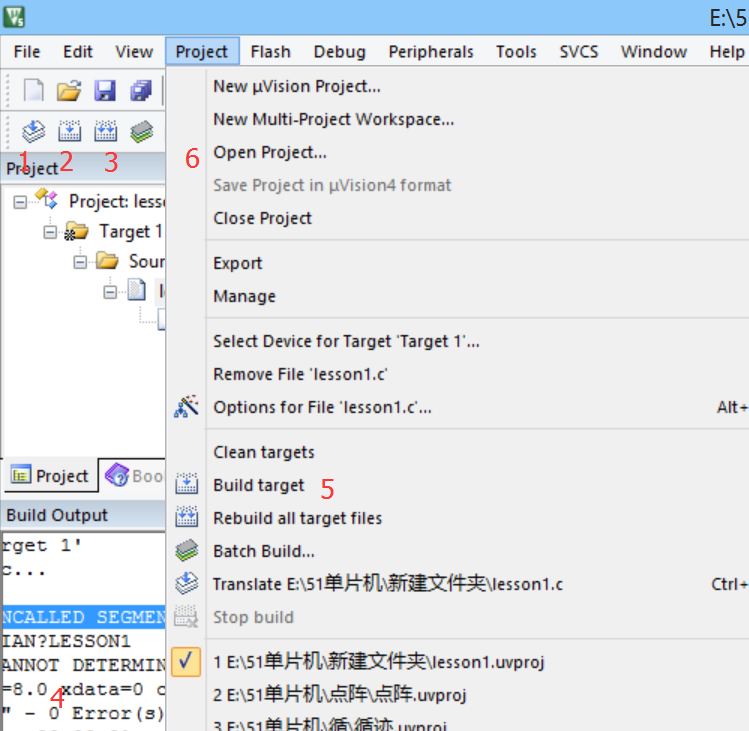 E:\5
File Edit View Project Flash Debug Peripherals Tools SVCS Window Help
New µVision Project...
New Multi-Project Workspace...
1 2 3 6 Open Project...
Project
Save Project in µVision4 format
Project: less
Close Project
Target 1
Sour
Export
Manage
Select Device for Target 'Target 1'...
Remove File 'lesson1.c'
Options for File 'lesson1.c'... Alt+
Clean targets
Project Boo
Build target 5
Build Output
Rebuild all target files
rget 1'
Batch Build...
c...
Translate E:\51单片机\新建文件夹\lesson1.c Ctrl+
NCALLED SEGMEN
Stop build
IAN?LESSON1
ANNOT DETERMIN
1 E:\51单片机\新建文件夹\lesson1.uvproj
=8.0 xdata=0 c
4
2 E:\51单片机\点阵\点阵.uvproj
" - 0 Error(s)
3 E:\51单片机\循\循迹.uvproj